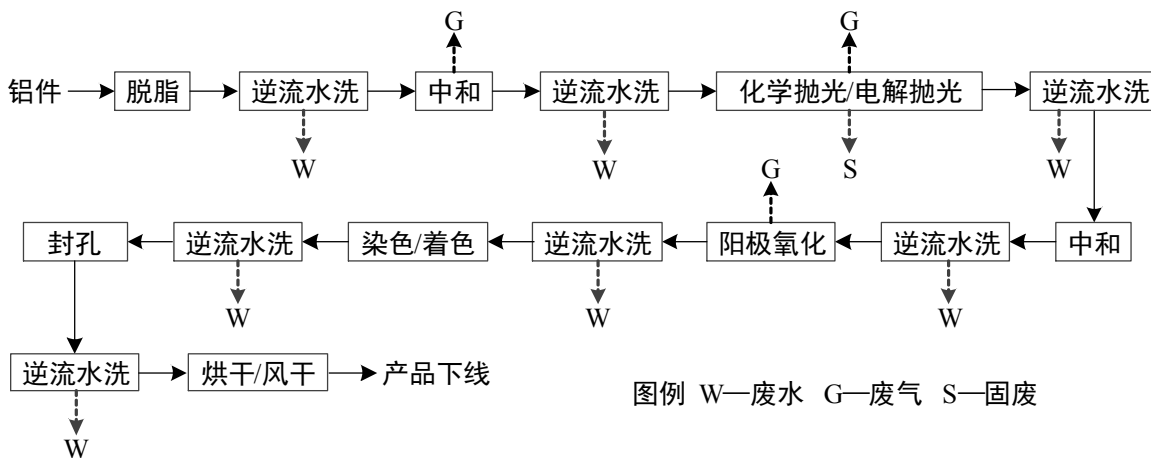 G
G
铝件
脱脂
逆流水洗
中和
逆流水洗
化学抛光/电解抛光
逆流水洗
W
W
S
W
G
封孔
逆流水洗
染色/着色
逆流水洗
阳极氧化
逆流水洗
中和
W
W
W
逆流水洗
烘干/风干
产品下线
图例 W—废水 G—废气 S—固废
W